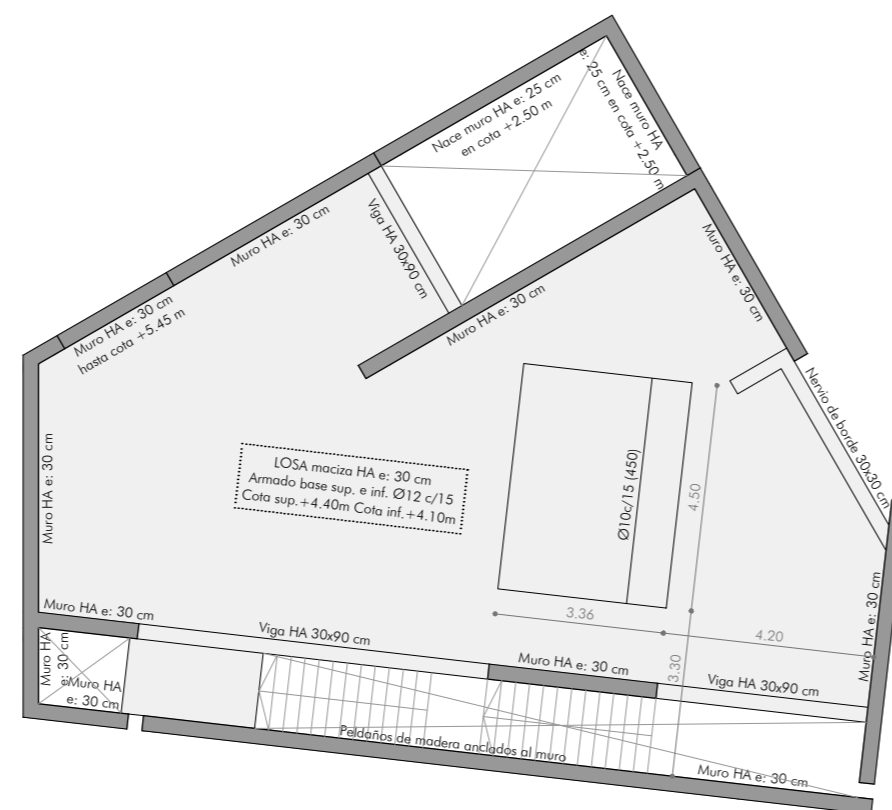 Nace muro HA e: 25 cm
en cota +2.50 m
Nace muro HA
e: 25 cm en cota +2.50 m
Muro HA e: 30 cm
Viga HA 30x90 cm
Muro HA e: 30 cm
Muro HA e: 30 cm
Muro HA e: 30 cm
hasta cota +5.45 m
Nervio de borde 30x30 cm
Muro HA e: 30 cm
LOSA maciza HA e: 30 cm
Armado base sup. e inf. Ø12 c/15
Cota sup.+4.40m Cota inf.+4.10m
Ø10c/15 (450)
4.50
3.36
4.20
3.30
Muro HA e: 30 cm
Muro HA e: 30 cm
Viga HA 30x90 cm
Muro HA e: 30 cm
Viga HA 30x90 cm
Muro HA
e: 30 cm
Muro HA
e: 30 cm
Peldaños de madera anclados al muro
Muro HA e: 30 cm